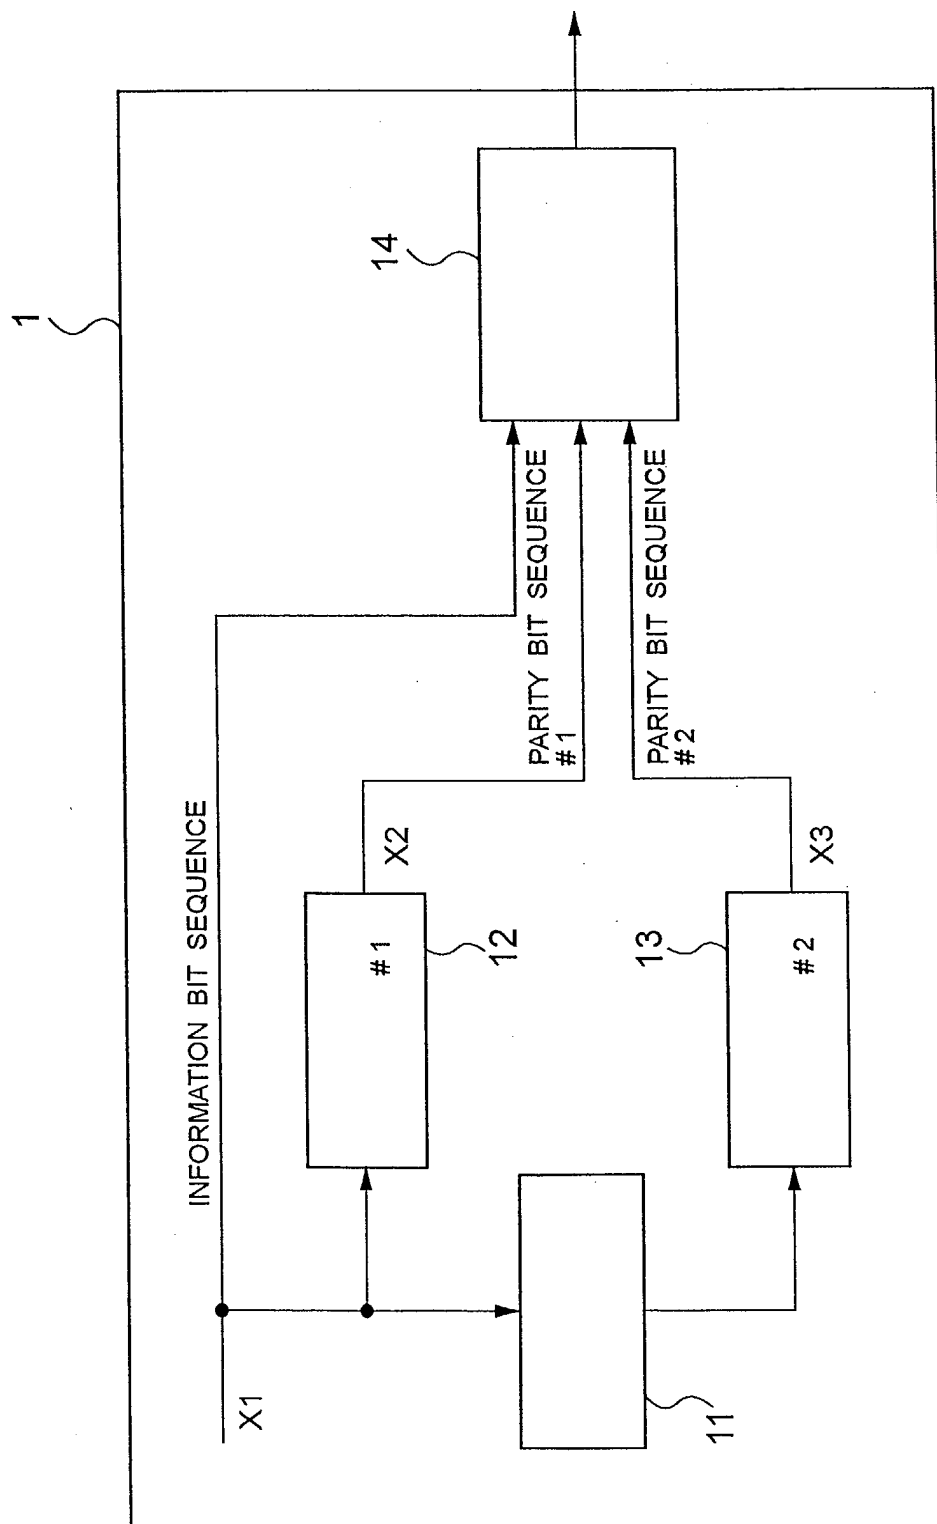 1
INFORMATION BIT SEQUENCE
X1
#1
12
X2
14
PARITY BIT SEQUENCE
#1
PARITY BIT SEQUENCE
#2
11
13
#2
X3